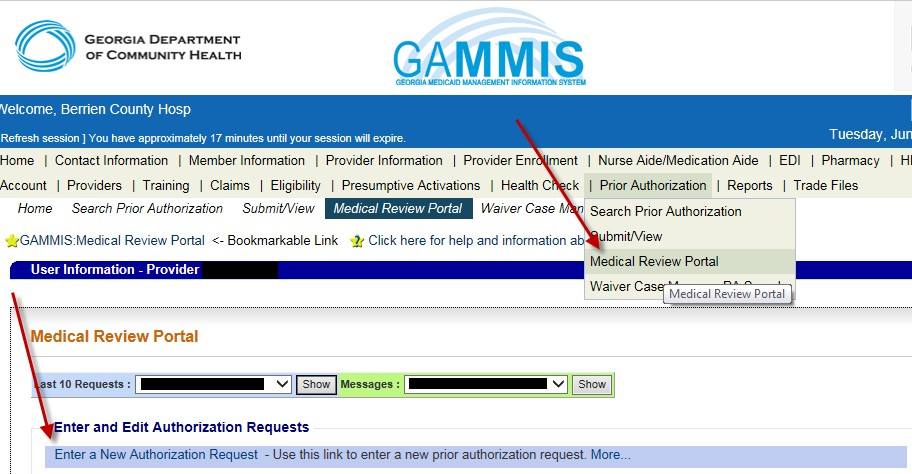 GEORGIA DEPARTMENT
OF COMMUNITY HEALTH
GAMMIS
GEORGIA MEDICAID MANAGEMENT INFORMATION SYSTEM
Welcome, Berrien County Hosp
Refresh session ] You have approximately 17 minutes until your session will expire.
Tuesday, Jun
Home | Contact Information | Member Information | Provider Information | Provider Enrollment | Nurse Aide/Medication Aide | EDI | Pharmacy | H
Account | Providers | Training | Claims | Eligibility | Presumptive Activations | Health Check | Prior Authorization | Reports | Trade Files
Home Search Prior Authorization Submit/View Medical Review Portal Waiver Case Man
Search Prior Authorization
Submit/View
Medical Review Portal
Waiver Case
Medical Review Portal
GAMMIS:Medical Review Portal <- Bookmarkable Link Click here for help and information ab
User Information - Provider
Medical Review Portal
Last 10 Requests : Show Messages : Show
Enter and Edit Authorization Requests
Enter a New Authorization Request - Use this link to enter a new prior authorization request. More...